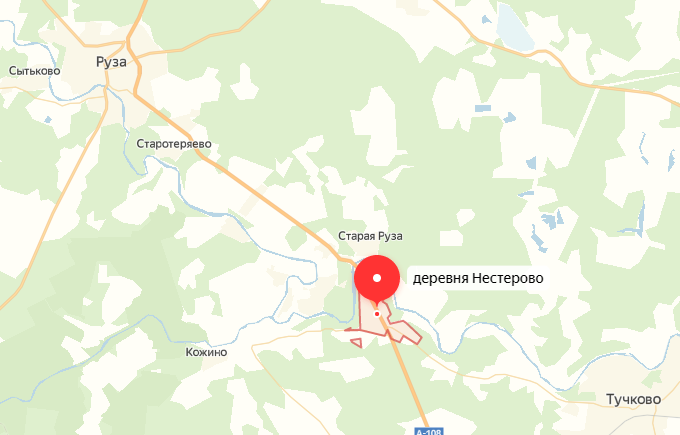 Руза
Сытьково
Старотеряево
Старая Руза
деревня Нестерово
Кожино
Тучково
А-108